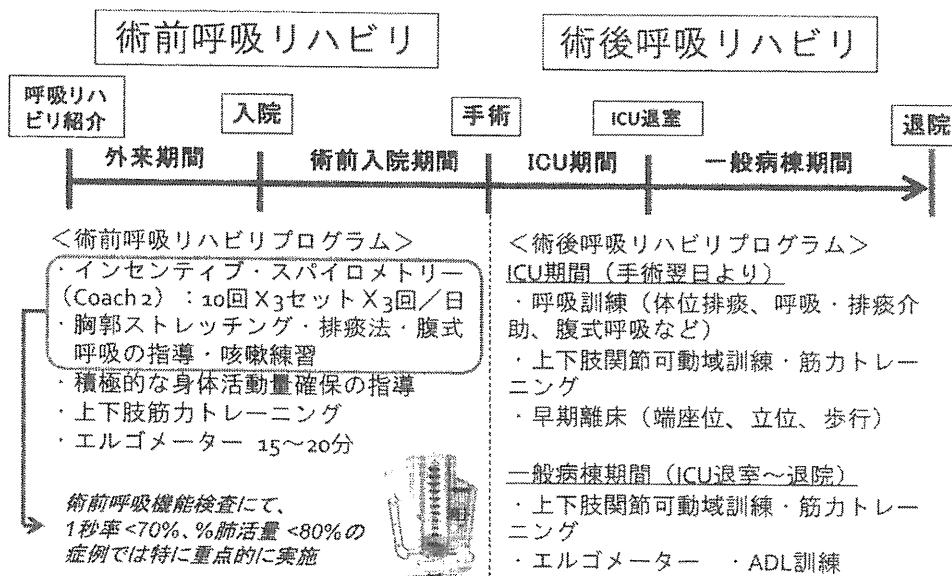 術前呼吸リハビリ
術後呼吸リハビリ
呼吸リハ
ビリ紹介
入院
手術
ICU退室
退院
外来期間
術前入院期間
ICU期間
一般病棟期間
＜術前呼吸リハビリプログラム＞
・インセンティブ・スパイロメトリー
（Coach 2）：10回X3セットX3回／日
・胸郭ストレッチング・排痰法・腹式
呼吸の指導・咳嗽練習
・積極的な身体活動量確保の指導
・上下肢筋力トレーニング
・エルゴメーター 15～20分
術前呼吸機能検査にて、
1秒率<70%、%肺活量<80%の
症例では特に重点的に実施
＜術後呼吸リハビリプログラム＞
ICU期間（手術翌日より）
・呼吸訓練（体位排痰、呼吸・排痰介
助、腹式呼吸など）
・上下肢関節可動域訓練・筋力トレー
ニング
・早期離床（端座位、立位、歩行）
一般病棟期間（ICU退室～退院）
・上下肢関節可動域訓練・筋力トレー
ニング
・エルゴメーター ・ADL訓練